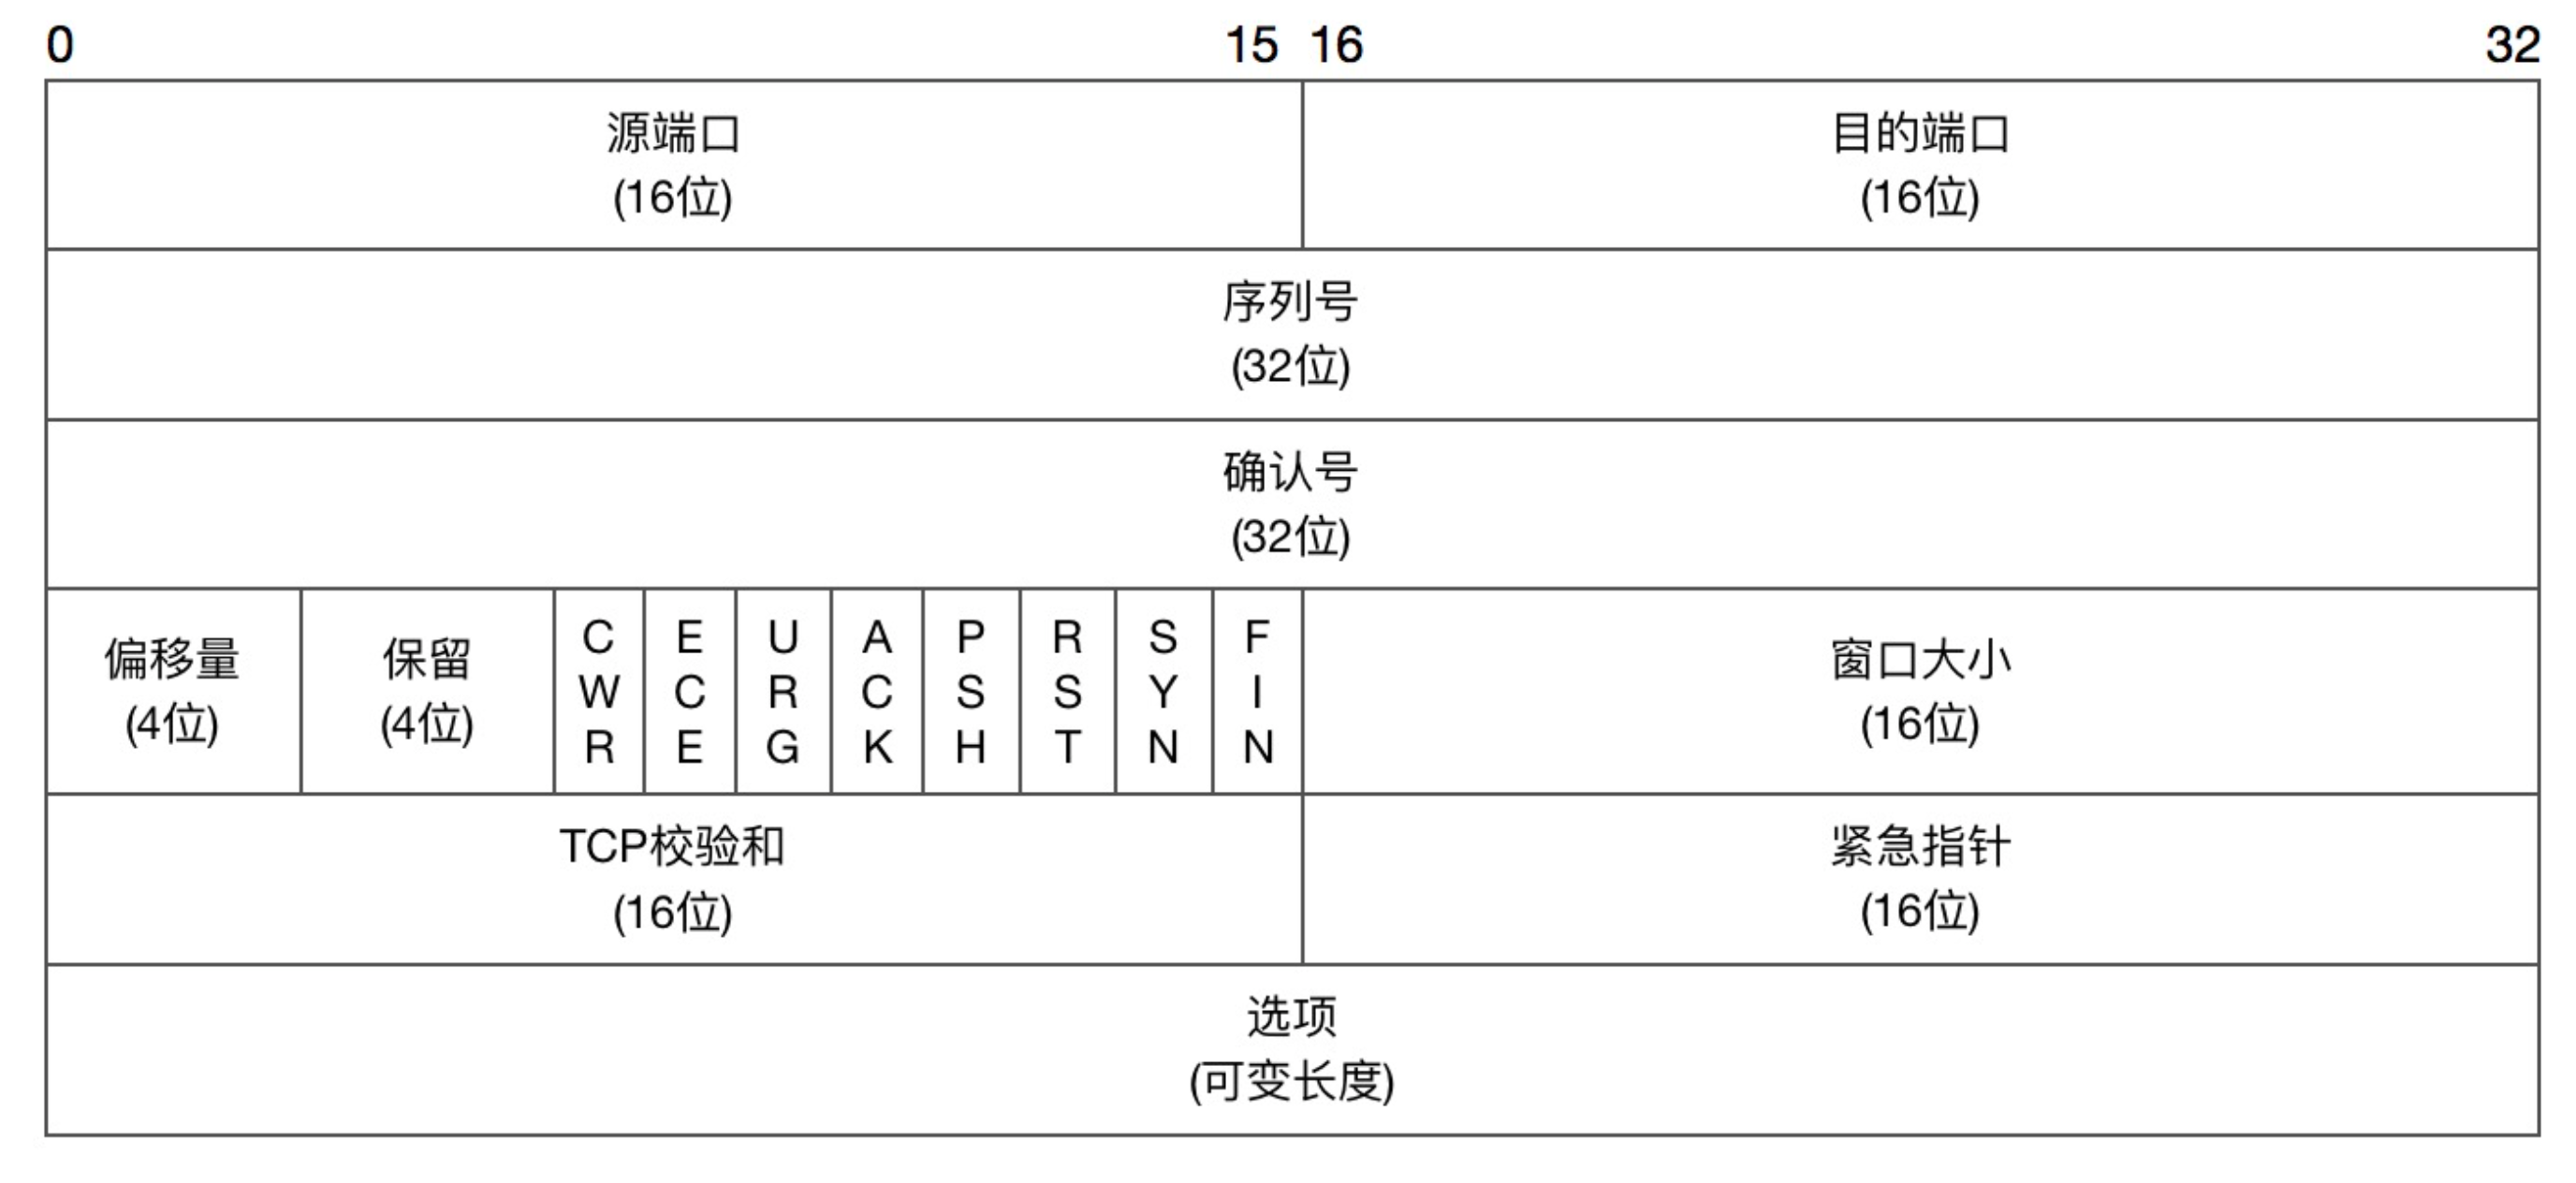 0 15 16 32
源端口 目的端口
(16位) (16位)
序列号
(32位)
确认号
(32位)
偏移量 保留 CWR ECE URG ACK PSH RST SYN FIN 窗口大小
(4位) (4位) (16位)
TCP校验和 紧急指针
(16位) (16位)
选项
(可变长度)